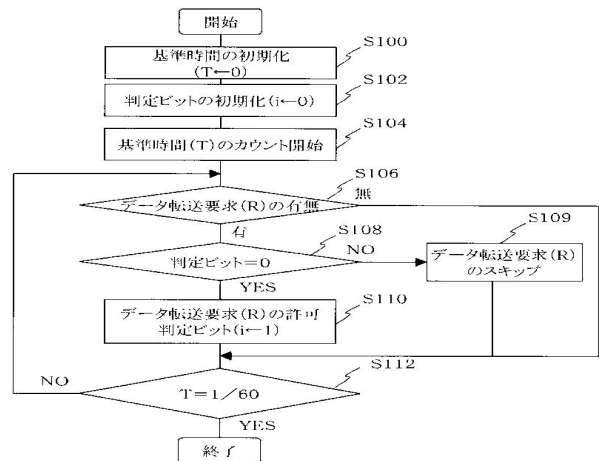 開始
S100
基準時間の初期化
(T←0)
S102
判定ビットの初期化(i←0)
S104
基準時間(T)のカウント開始
S106
データ転送要求(R)の有無
無
有
S108
判定ビット=0
NO
S109
データ転送要求(R)
のスキップ
YES
S110
データ転送要求(R)の許可
判定ビット(i←1)
S112
NO
T=1/60
YES
終了